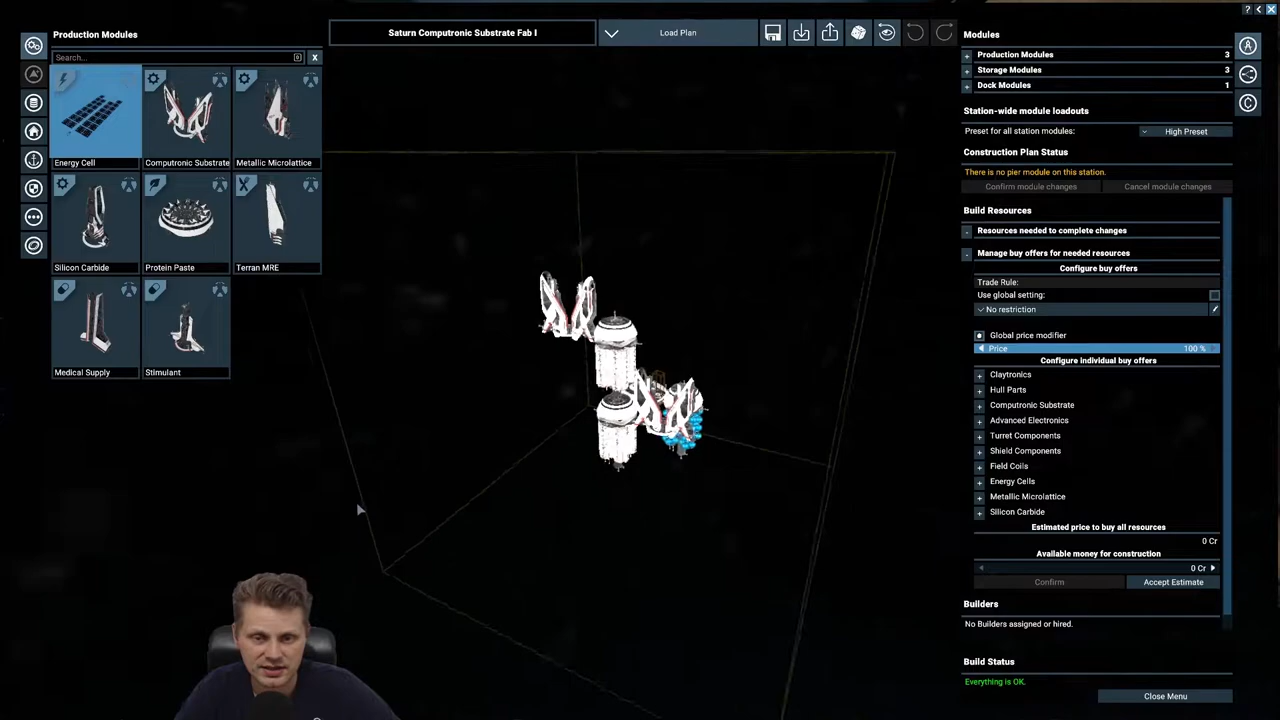 Production Modules
Search...
X
Energy Cell
Computronic Substrate
Metallic Microlattice
Silicon Carbide
Protein Paste
Terran MRE
Medical Supply
Stimulant
Saturn Computronic Substrate Fab I
Load Plan
?
Modules
+ Production Modules 3
+ Storage Modules 3
+ Dock Modules 1
Station-wide module loadouts
Preset for all station modules: High Preset
Construction Plan Status
There is no pier module on this station.
Confirm module changes Cancel module changes
Build Resources
- Resources needed to complete changes
- Manage buy offers for needed resources
Configure buy offers
Trade Rule:
Use global setting:
No restriction
Global price modifier
Price 100 %
Configure individual buy offers
+ Claytronics
+ Hull Parts
+ Computronic Substrate
+ Advanced Electronics
+ Turret Components
+ Shield Components
+ Field Coils
+ Energy Cells
+ Metallic Microlattice
+ Silicon Carbide
Estimated price to buy all resources
0 Cr
Available money for construction
0 Cr
Confirm Accept Estimate
Builders
No Builders assigned or hired.
Build Status
Everything is OK.
Close Menu